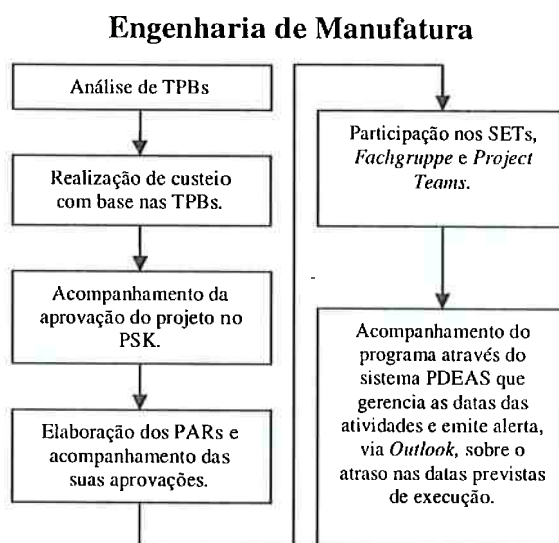 Engenharia de Manufatura
Análise de TPBs
Realização de custeio
com base nas TPBs.
Acompanhamento da
aprovação do projeto no
PSK.
Elaboração dos PARs e
acompanhamento das
suas aprovações.
Participação nos SETs,
Fachgruppe e Project
Teams.
Acompanhamento do
programa através do
sistema PDEAS que
gerencia as datas das
atividades e emite alerta,
via Outlook, sobre o
atraso nas datas previstas
de execução.